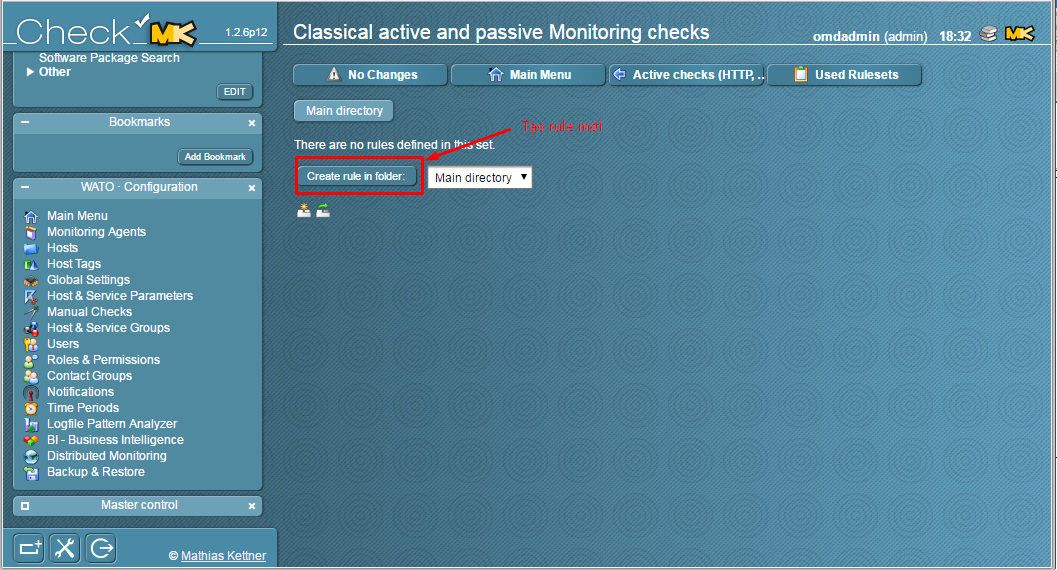 Check MK 1.2.6p12
Classical active and passive Monitoring checks
omdadmin (admin) 18:32 MK
Software Package Search
Other
EDIT
Bookmarks
Add Bookmark
WATO · Configuration
Main Menu
Monitoring Agents
Hosts
Host Tags
Global Settings
Host & Service Parameters
Manual Checks
Host & Service Groups
Users
Roles & Permissions
Contact Groups
Notifications
Time Periods
Logfile Pattern Analyzer
BI - Business Intelligence
Distributed Monitoring
Backup & Restore
Master control
© Mathias Kettner
No Changes
Main Menu
Active checks (HTTP, ..
Used Rulesets
Main directory
Tạo rule mới
There are no rules defined in this set.
Create rule in folder:
Main directory